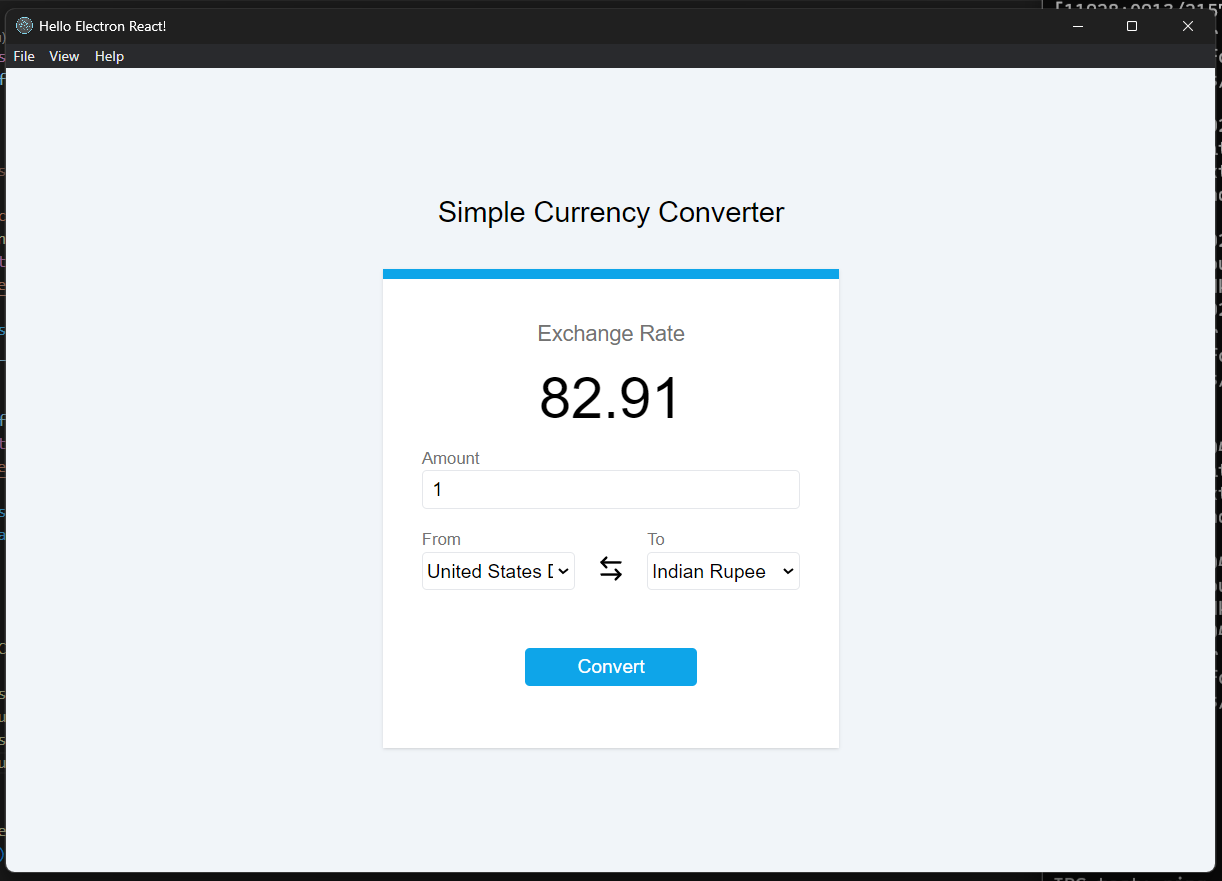 Hello Electron React!
File View Help
Simple Currency Converter
Exchange Rate
82.91
Amount
1
From To
United States Indian Rupee
Convert